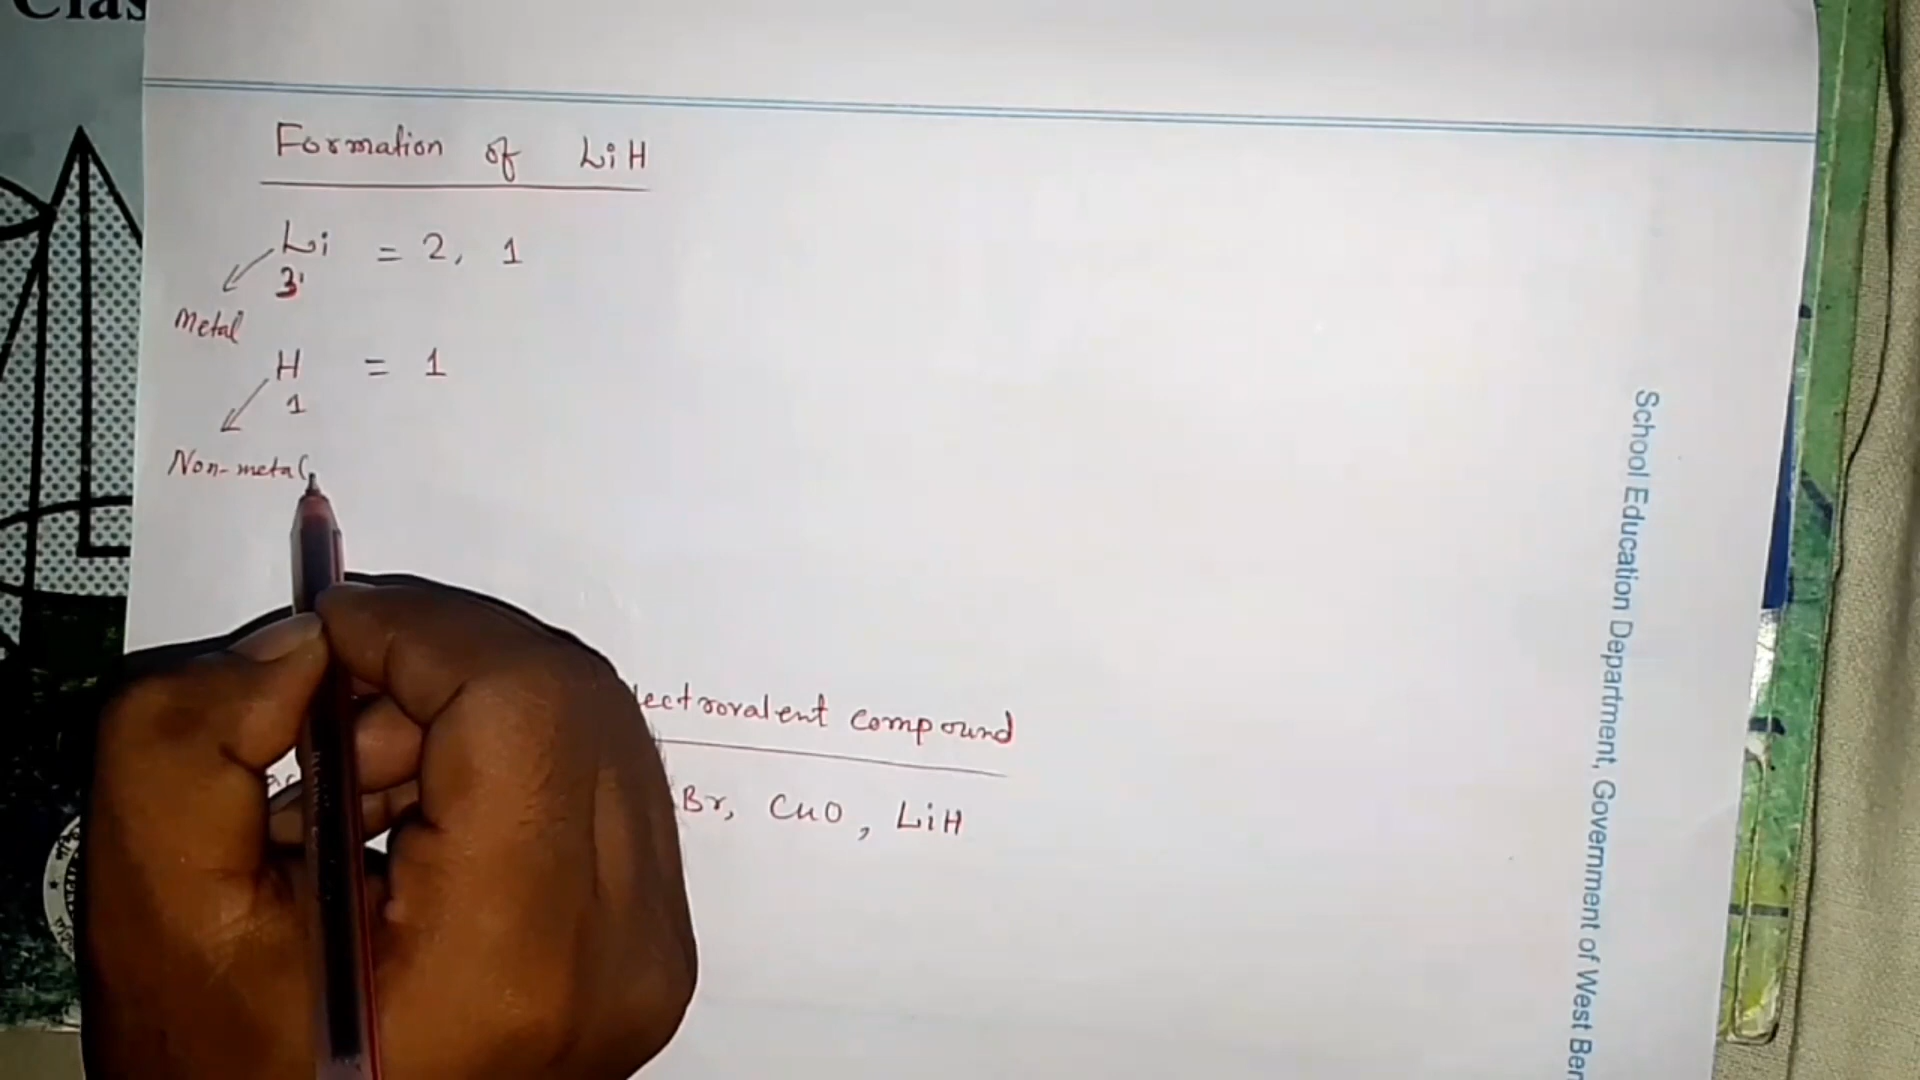 Clas
Formation of LiH
Li = 2, 1
3
Metal
H = 1
1
Non-metal
lectrovalent compound
Br, CuO, LiH
School Education Department, Government of West Ben